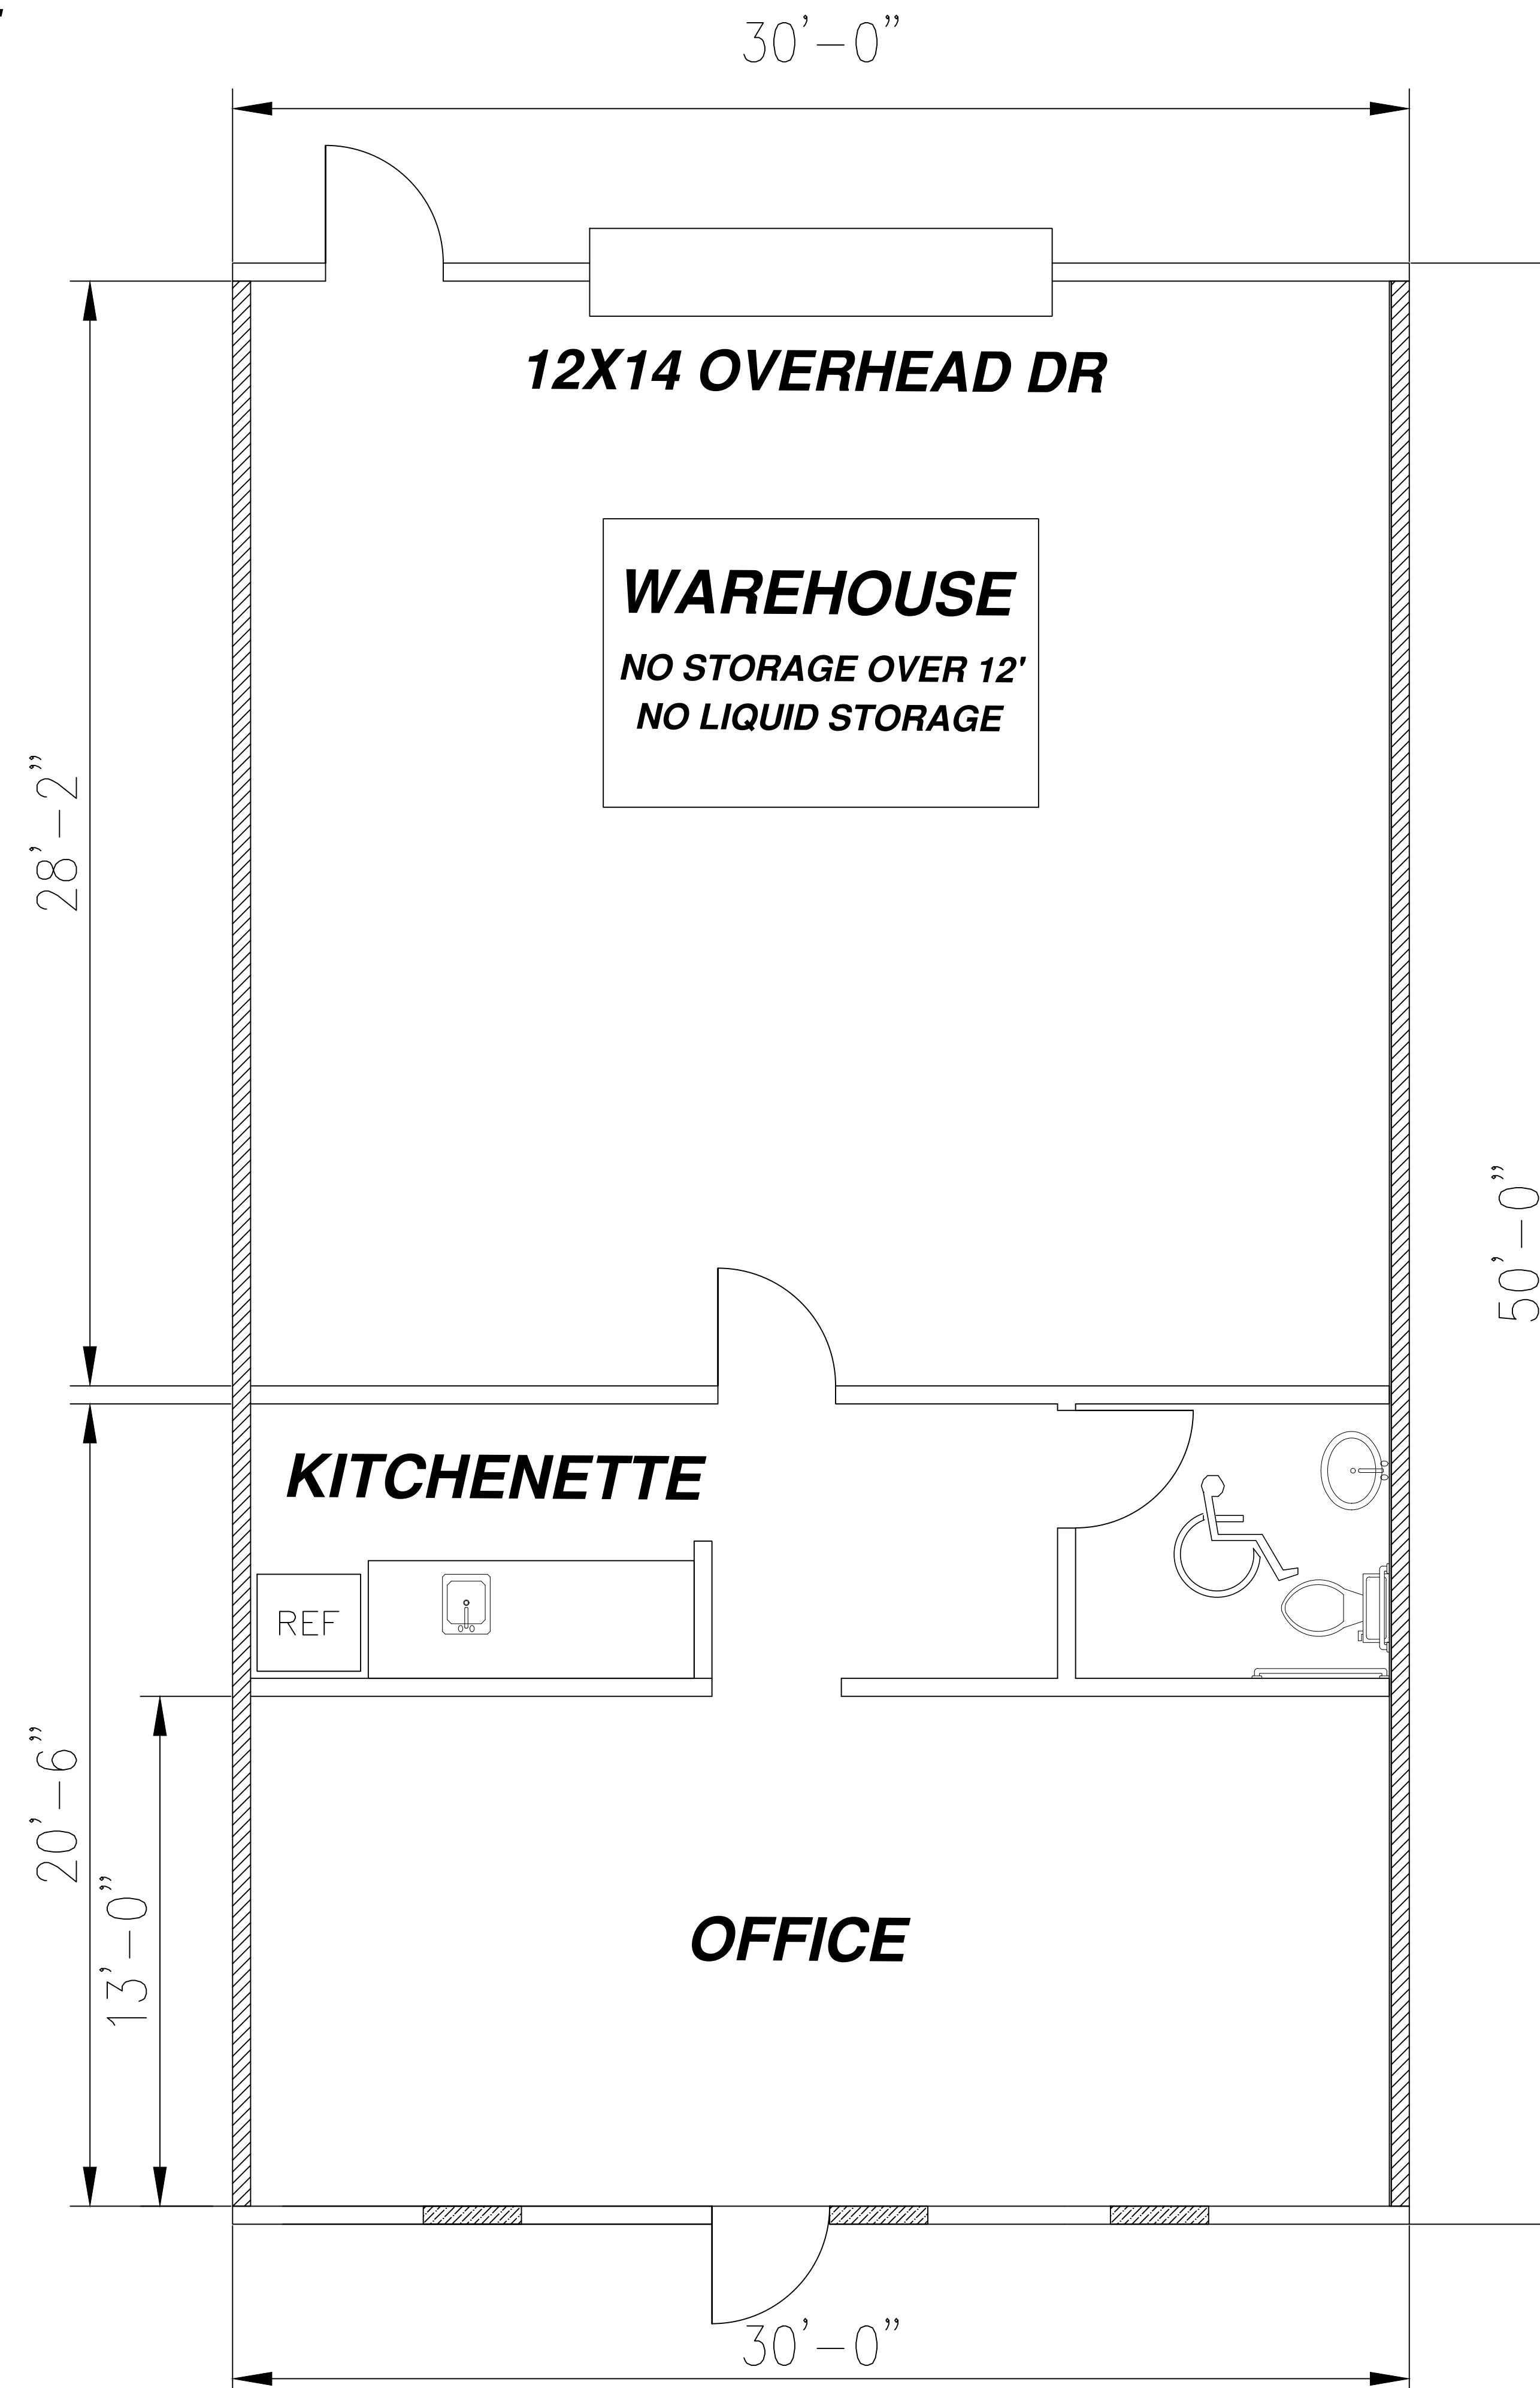 30'-0"
12X14 OVERHEAD DR
WAREHOUSE
NO STORAGE OVER 12'
NO LIQUID STORAGE
28'-2"
50'-0"
KITCHENETTE
REF
20'-6"
13'-0"
OFFICE
30'-0"